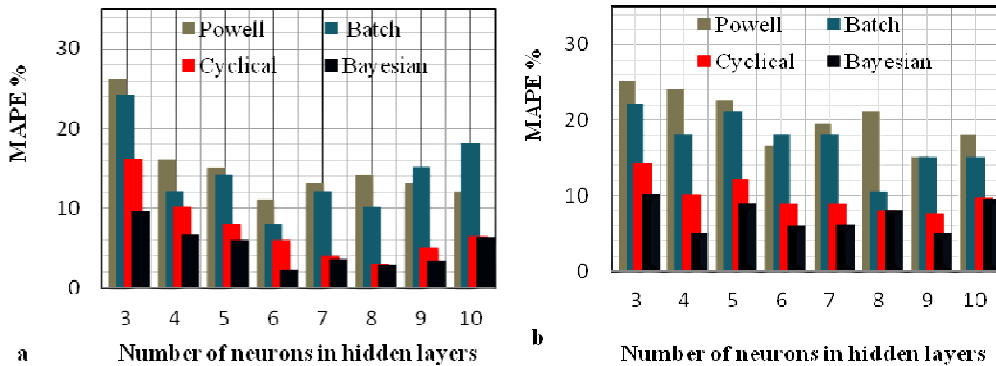 Powell Batch
Cyclical Bayesian
MAPE %
30
20
10
0
3 4 5 6 7 8 9 10
a Number of neurons in hidden layers
Powell Batch
Cyclical Bayesian
MAPE %
30
20
10
0
3 4 5 6 7 8 9 10
b Number of neurons in hidden layers